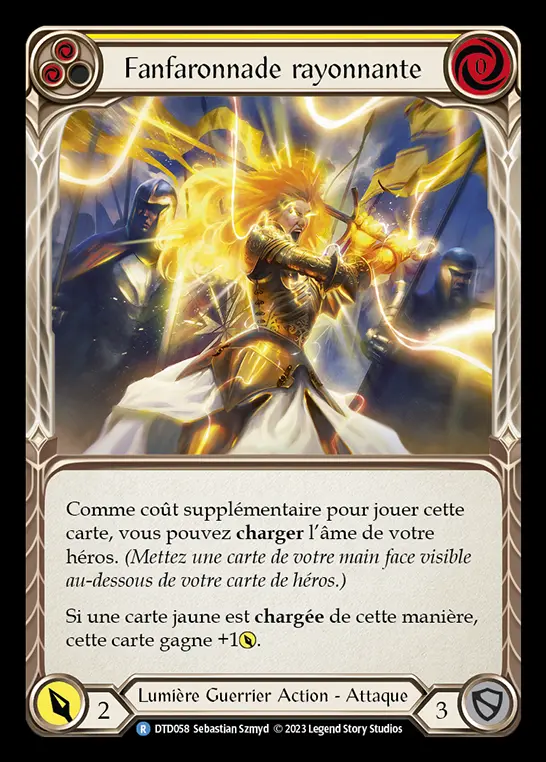 Fanfaronnade rayonnante
0
Comme coût supplémentaire pour jouer cette
carte, vous pouvez charger l'âme de votre
héros. (Mettez une carte de votre main face visible
au-dessous de votre carte de héros.)
Si une carte jaune est chargée de cette manière,
cette carte gagne +1.
2
Lumière Guerrier Action - Attaque
3
R DTD058 Sebastian Szmyd © 2023 Legend Story Studios